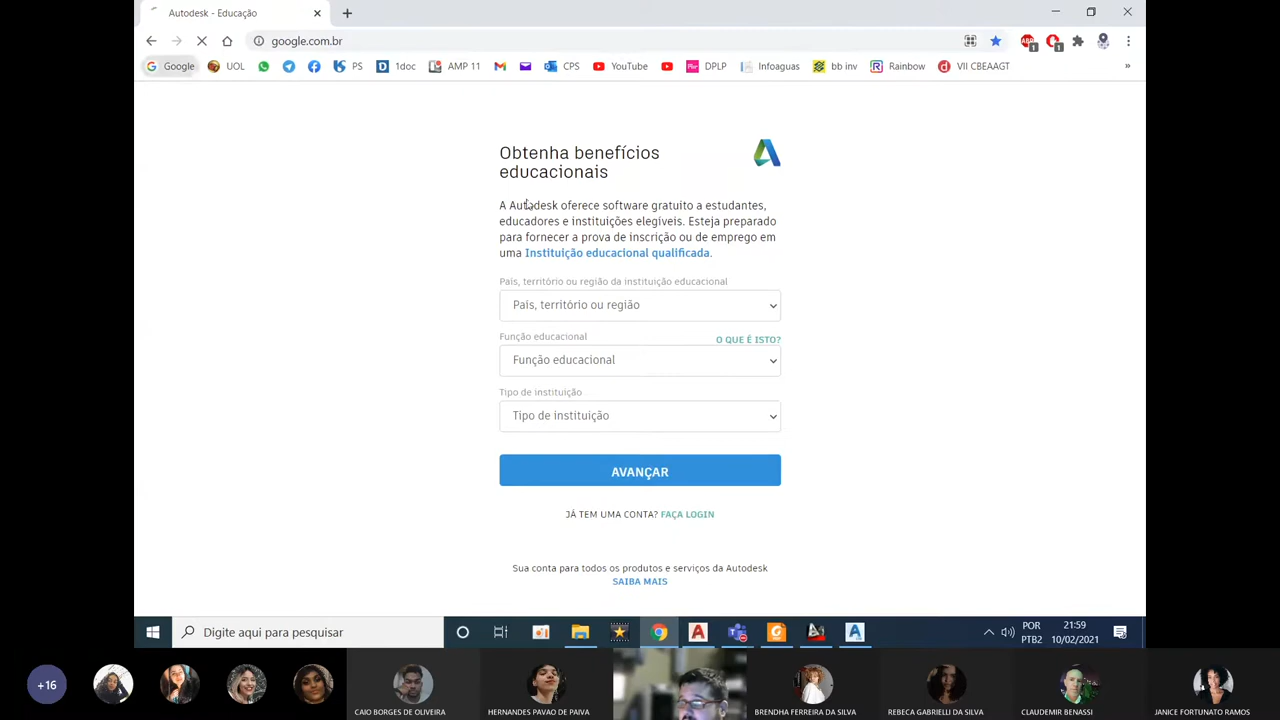 Autodesk - Educação
google.com.br
ABP
1
1
Google
UOL
PS
1doc
AMP 11
CPS
YouTube
DPLP
Infoaguas
bb inv
Rainbow
VII CBEAAGT
»
Obtenha benefícios
educacionais
A Autodesk oferece software gratuito a estudantes,
educadores e instituições elegíveis. Esteja preparado
para fornecer a prova de inscrição ou de emprego em
uma Instituição educacional qualificada.
País, território ou região da instituição educacional
País, território ou região
Função educacional
O QUE É ISTO?
Função educacional
Tipo de instituição
Tipo de instituição
AVANÇAR
JÁ TEM UMA CONTA? FAÇA LOGIN
Sua conta para todos os produtos e serviços da Autodesk
SAIBA MAIS
Digite aqui para pesquisar
POR
PTB2
21:59
10/02/2021
+16
CAIO BORGES DE OLIVEIRA
HERNANDES PAVAO DE PAIVA
BRENDHA FERREIRA DA SILVA
REBECA GABRIELLI DA SILVA
CLAUDEMIR BENASSI
JANICE FORTUNATO RAMOS